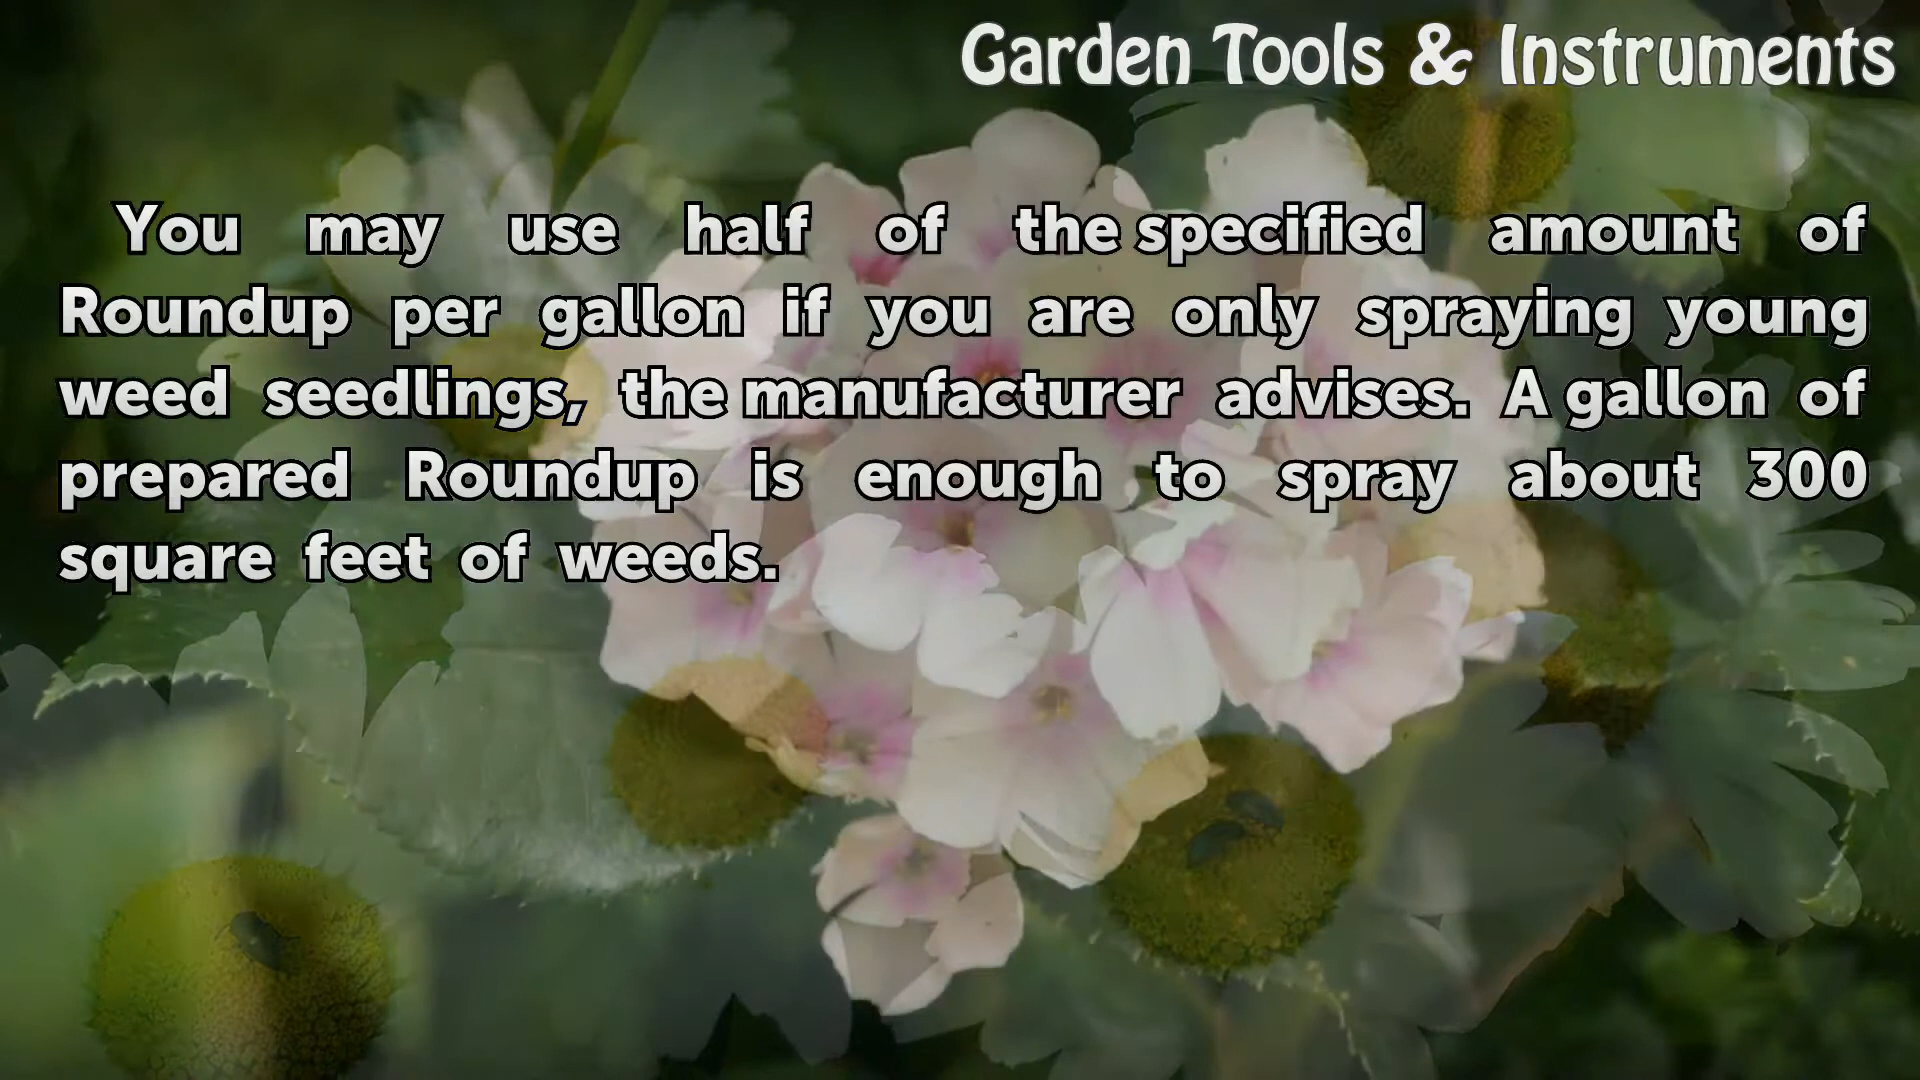 Garden Tools & Instruments
You may use half of the specified amount of
Roundup per gallon if you are only spraying young
weed seedlings, the manufacturer advises. A gallon of
prepared Roundup is enough to spray about 300
square feet of weeds.